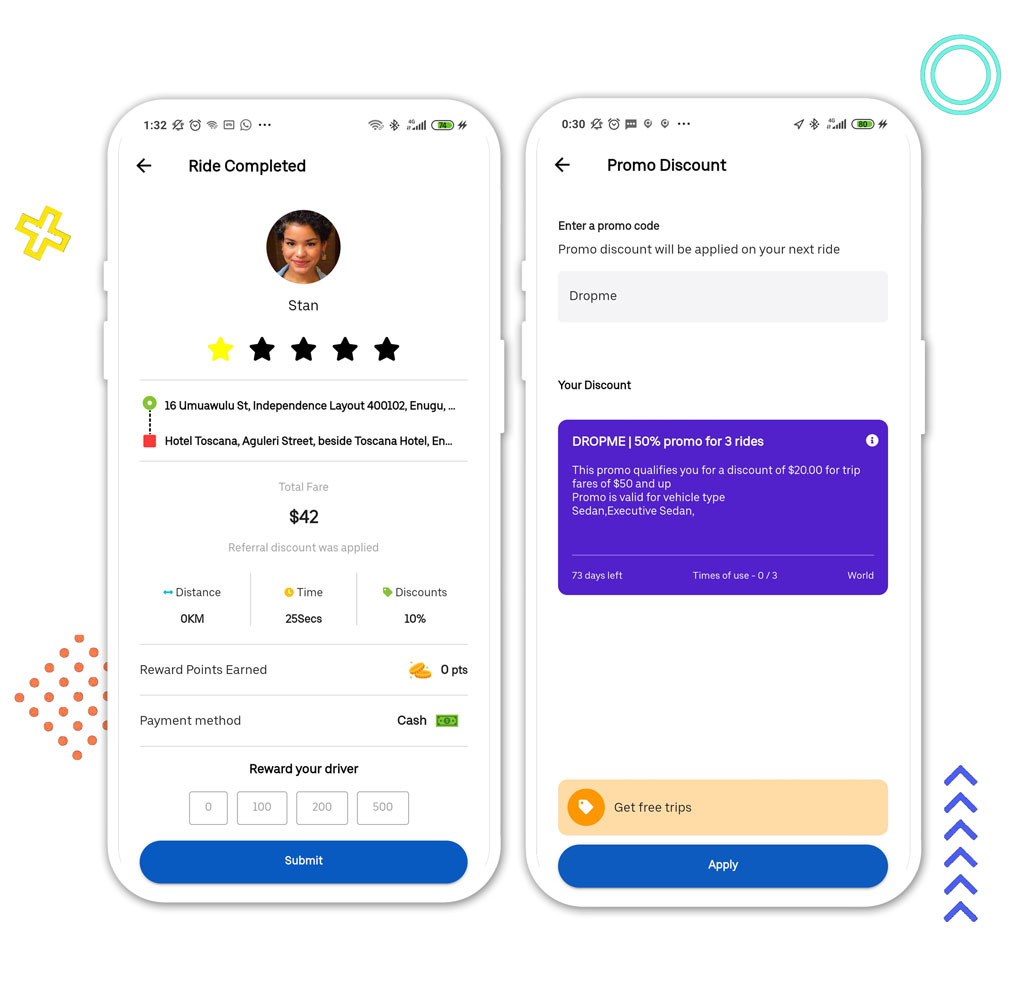 1:32
4G
74
Ride Completed
Stan
16 Umuawulu St, Independence Layout 400102, Enugu, ...
Hotel Toscana, Aguleri Street, beside Toscana Hotel, En...
Total Fare
$42
Referral discount was applied
Distance
Time
Discounts
0KM
25Secs
10%
Reward Points Earned
0 pts
Payment method
Cash
Reward your driver
0
100
200
500
Submit
0:30
4G
80
Promo Discount
Enter a promo code
Promo discount will be applied on your next ride
Dropme
Your Discount
DROPME | 50% promo for 3 rides
This promo qualifies you for a discount of $20.00 for trip
fares of $50 and up
Promo is valid for vehicle type
Sedan,Executive Sedan,
73 days left
Times of use - 0 / 3
World
Get free trips
Apply